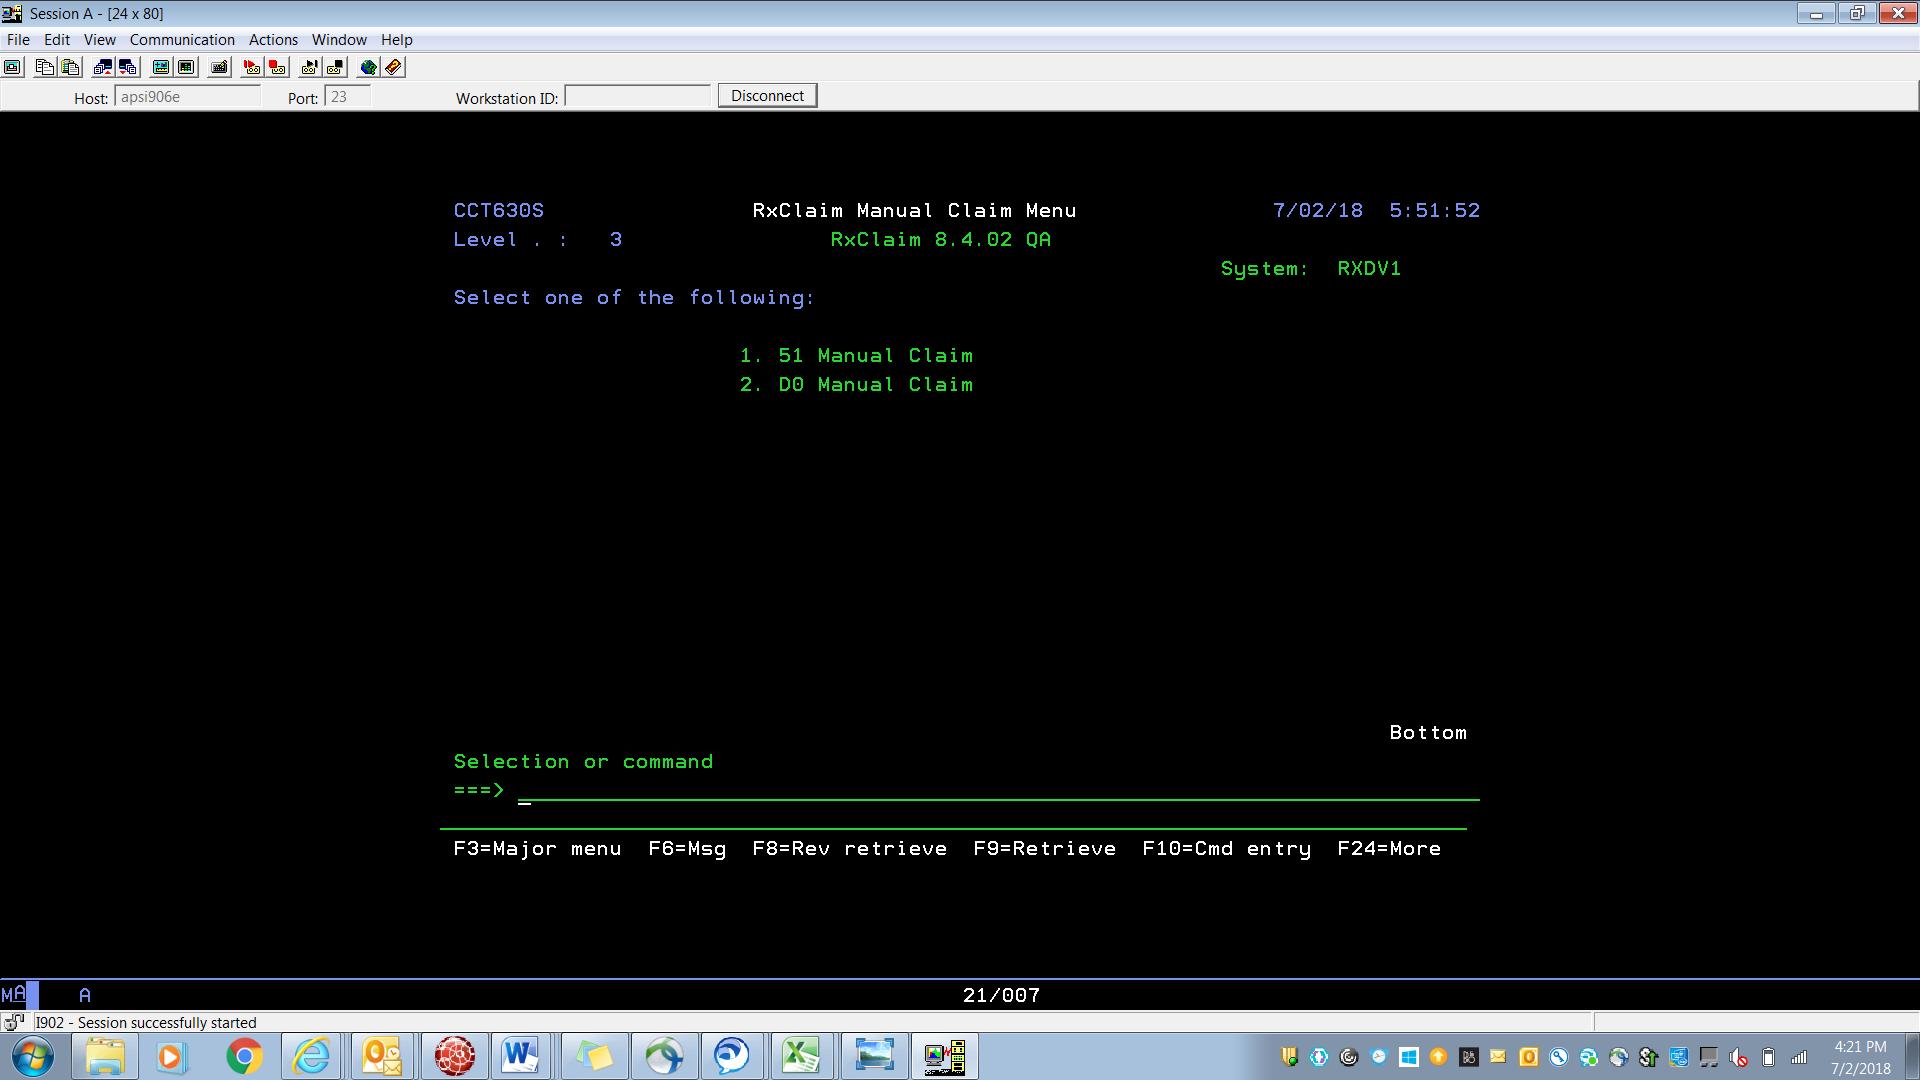 Session A - [24 x 80]
File Edit View Communication Actions Window Help
Host: apsi906e Port: 23 Workstation ID: Disconnect
CCT630S RxClaim Manual Claim Menu 7/02/18 5:51:52
Level . : 3 RxClaim 8.4.02 QA
System: RXDV1
Select one of the following:
1. 51 Manual Claim
2. D0 Manual Claim
Bottom
Selection or command
===>
F3=Major menu F6=Msg F8=Rev retrieve F9=Retrieve F10=Cmd entry F24=More
MA A 21/007
I902 - Session successfully started
4:21 PM
7/2/2018